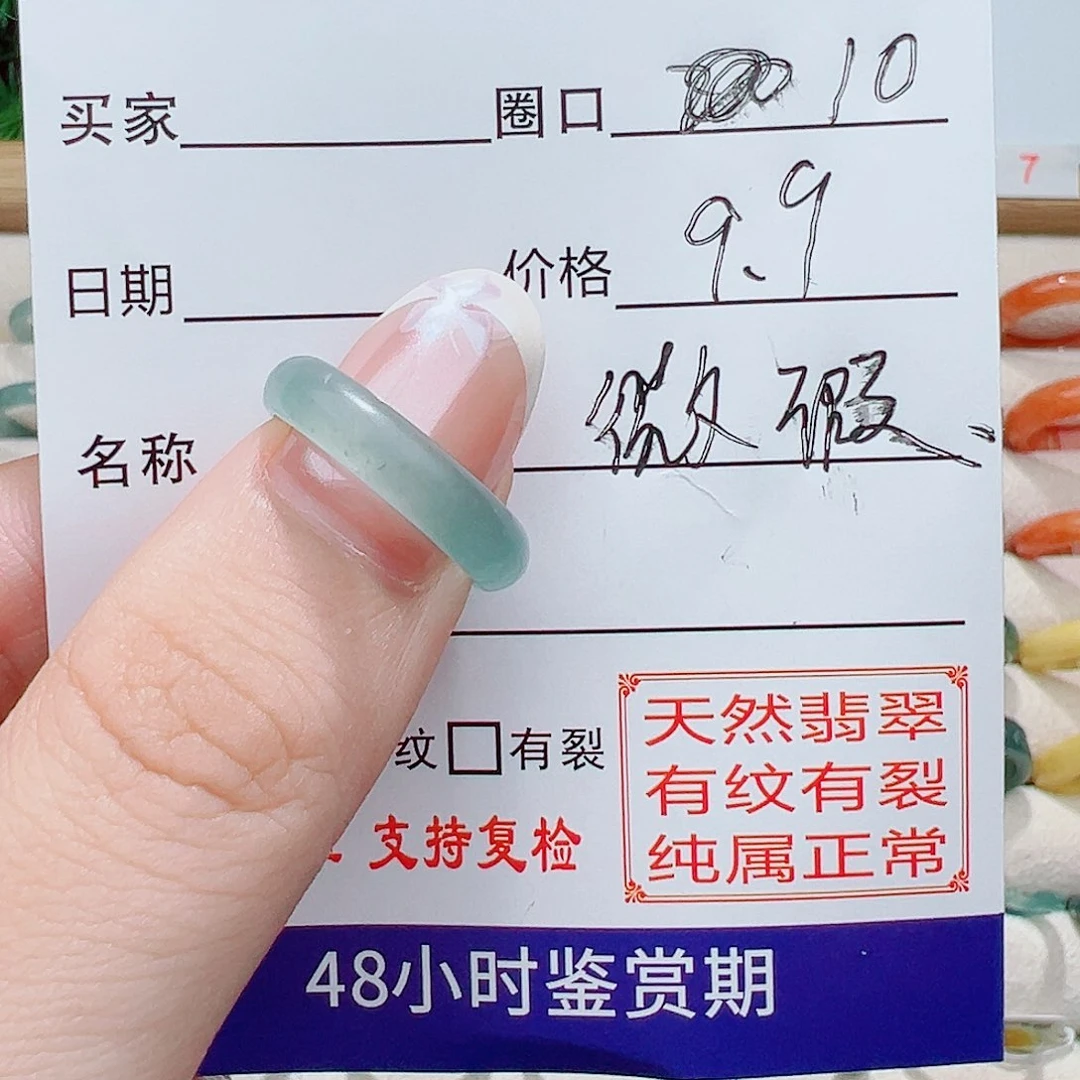 买家 圈口 10
日期 价格 9.9
名称 微瑕
纹□有裂
支持复检
天然翡翠
有纹有裂
纯属正常
48小时鉴赏期
7